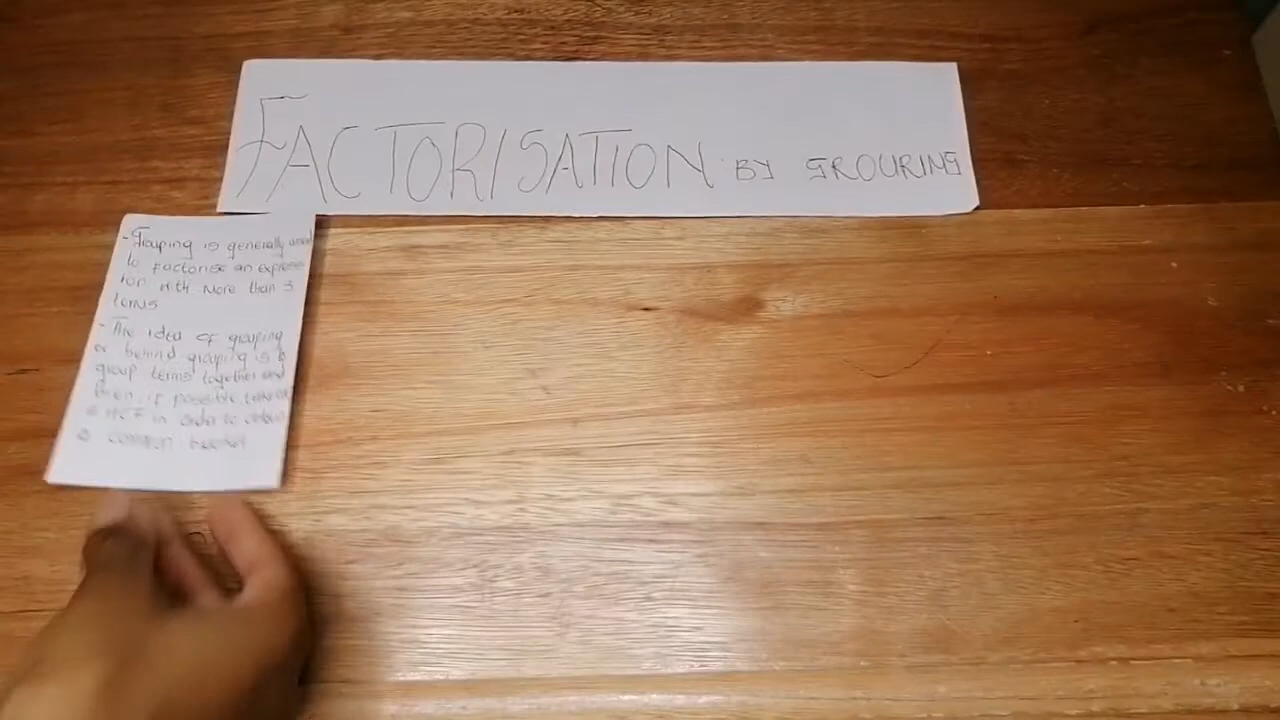 FACTORISATION BY GROUPING
- Grouping is generally used
to factorise an express
ion with more than 3
terms
- The idea of grouping
or behind grouping is to
group terms together and
then, if possible, take out
a HCF in order to obtain
a common bracket